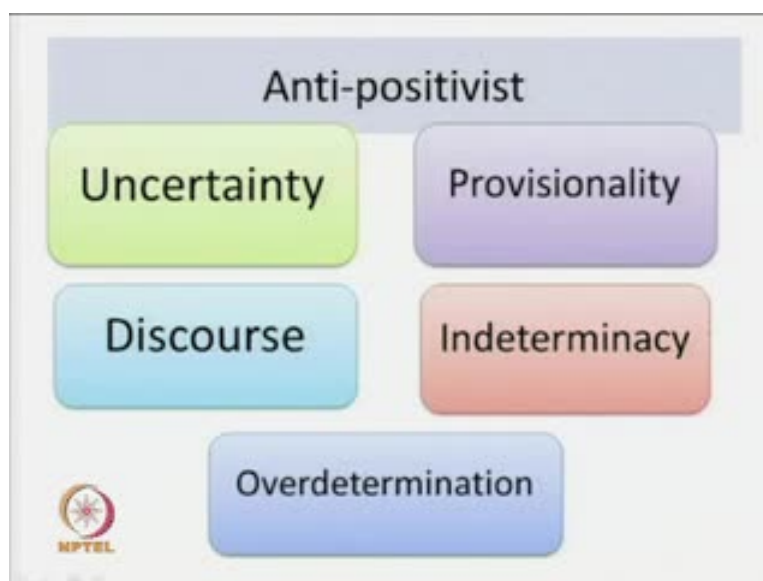 Anti-positivist
Uncertainty
Provisionality
Discourse
Indeterminacy
Overdetermination
NPTEL